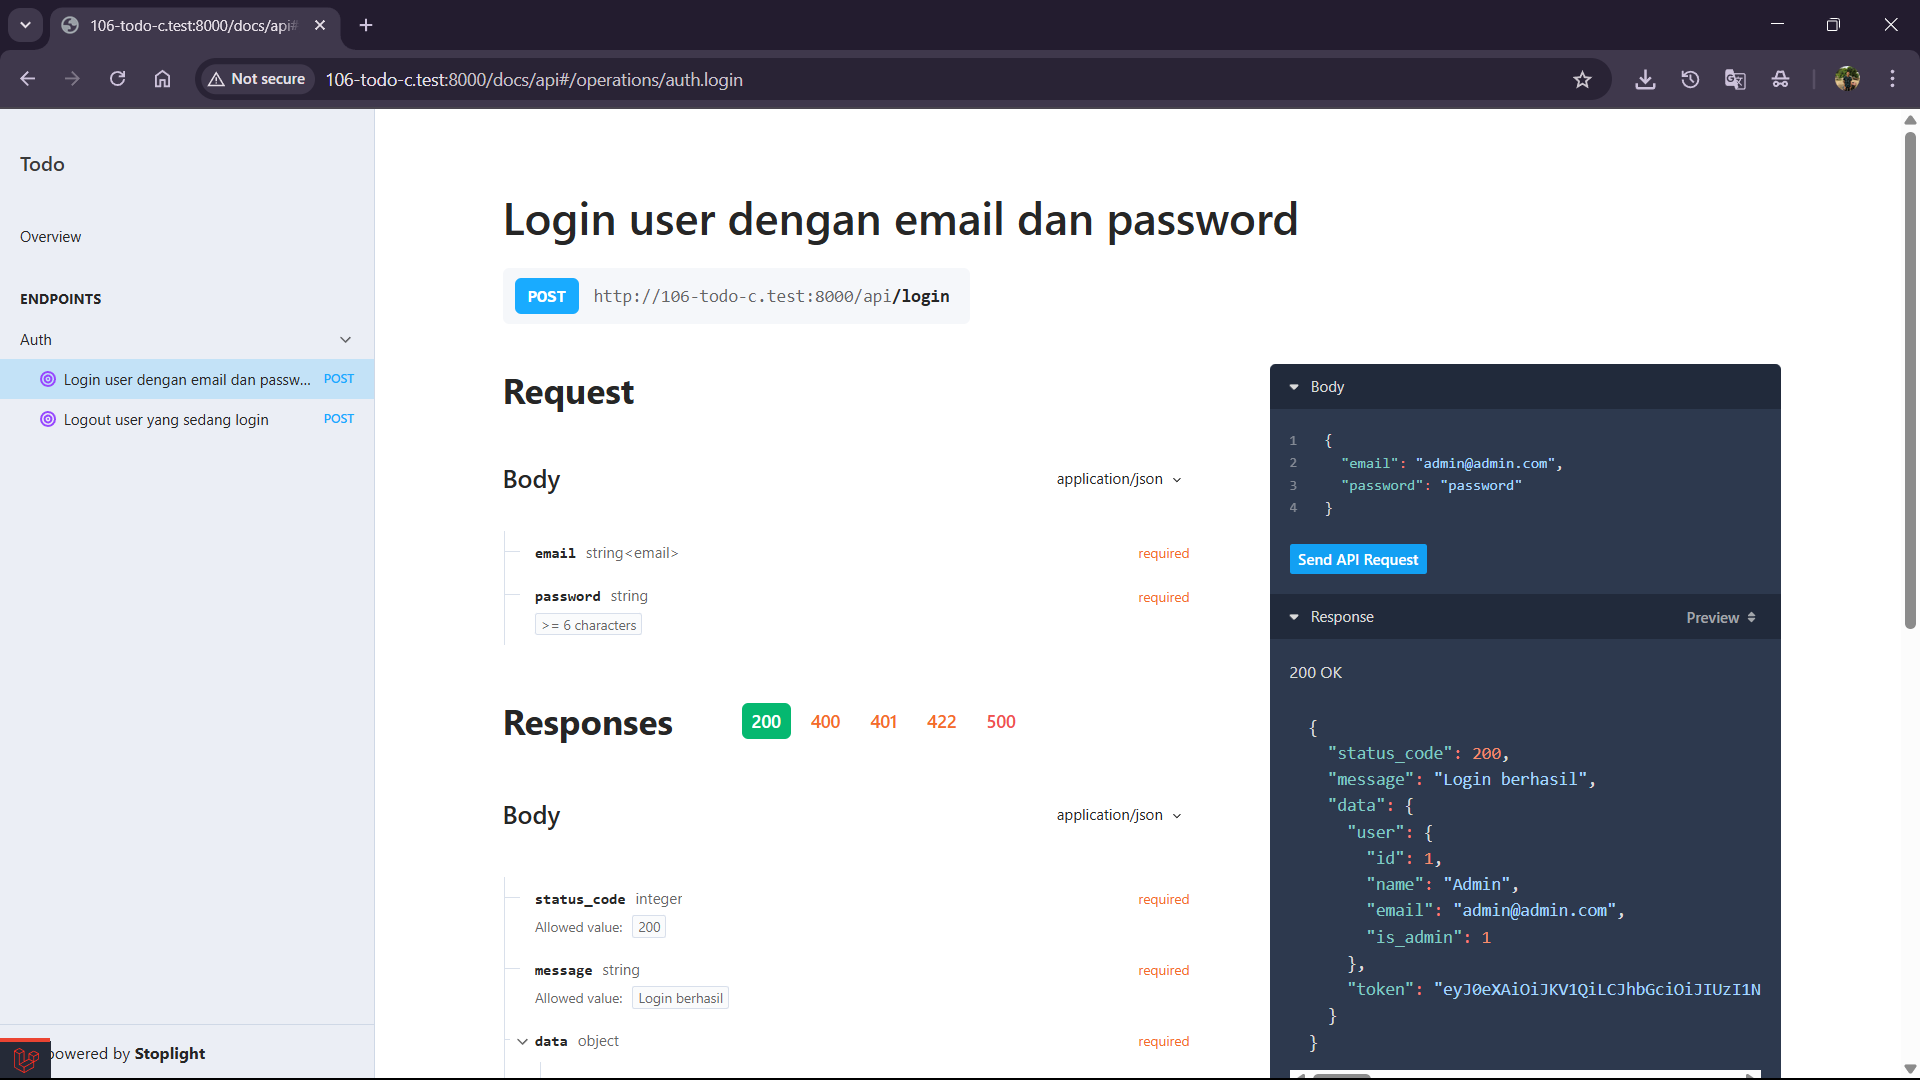 106-todo-c.test:8000/docs/api#
Not secure
106-todo-c.test:8000/docs/api#/operations/auth.login
Todo
Overview
ENDPOINTS
Auth
Login user dengan email dan passw... POST
Logout user yang sedang login POST
powered by Stoplight
Login user dengan email dan password
POST http://106-todo-c.test:8000/api/login
Request
Body application/json
email string<email> required
password string required
>= 6 characters
Responses 200 400 401 422 500
Body application/json
status_code integer required
Allowed value: 200
message string required
Allowed value: Login berhasil
data object required
Body
1 {
2 "email": "admin@admin.com",
3 "password": "password"
4 }
Send API Request
Response Preview
200 OK
{
"status_code": 200,
"message": "Login berhasil",
"data": {
"user": {
"id": 1,
"name": "Admin",
"email": "admin@admin.com",
"is_admin": 1
},
"token": "eyJ0eXAiOiJKV1QiLCJhbGciOiJIUzI1N
}
}